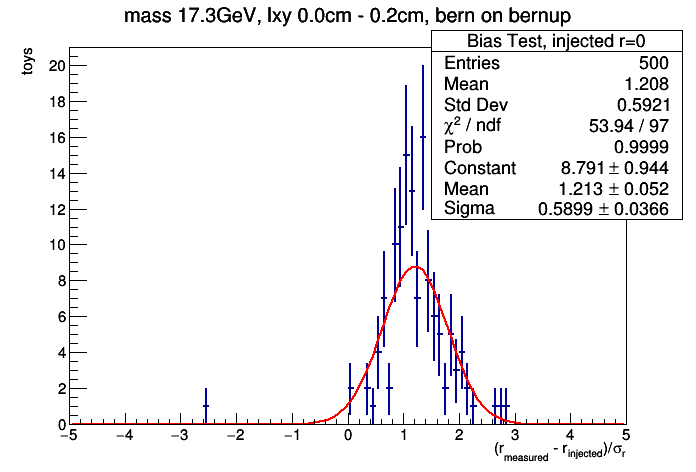 mass 17.3GeV, lxy 0.0cm - 0.2cm, bern on bernup
Bias Test, injected r=0
Entries 500
Mean 1.208
Std Dev 0.5921
χ² / ndf 53.94 / 97
Prob 0.9999
Constant 8.791 ± 0.944
Mean 1.213 ± 0.052
Sigma 0.5899 ± 0.0366
toys
20
18
16
14
12
10
8
6
4
2
0
−5 −4 −3 −2 −1 0 1 2 3 4 5
(r_measured - r_injected)/σ_r